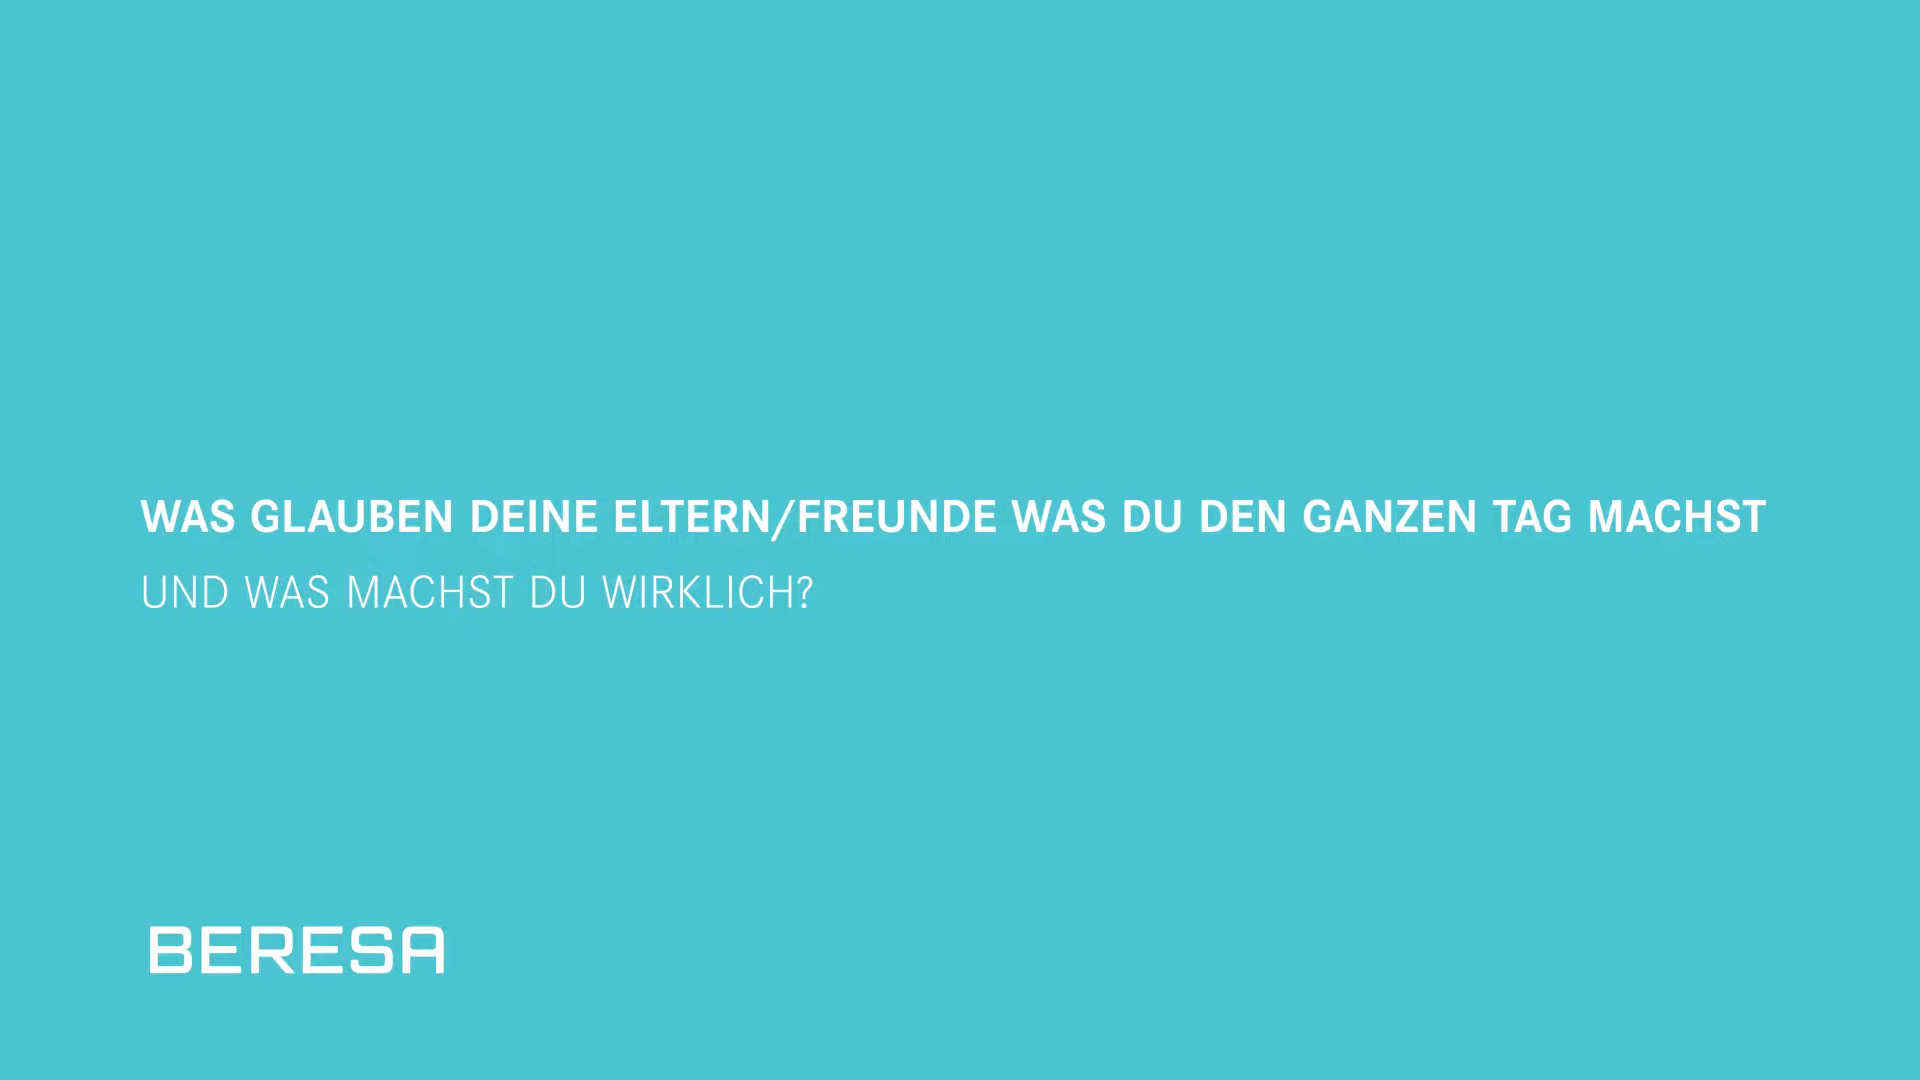 WAS GLAUBEN DEINE ELTERN/FREUNDE WAS DU DEN GANZEN TAG MACHST
UND WAS MACHST DU WIRKLICH?
BERESA